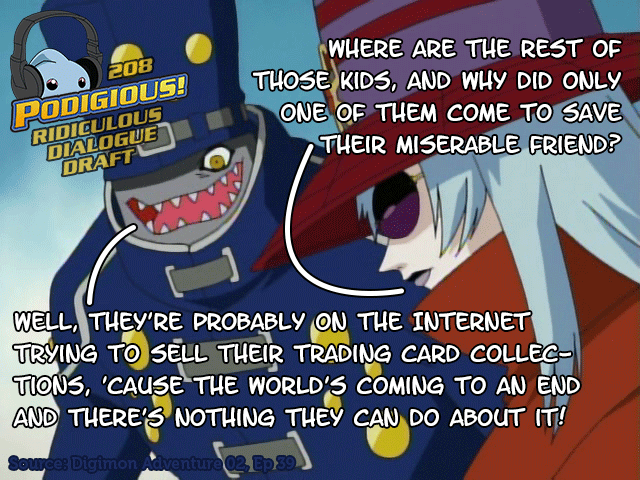 208
PODIGIOUS!
RIDICULOUS
DIALOGUE
DRAFT
WHERE ARE THE REST OF
THOSE KIDS, AND WHY DID ONLY
ONE OF THEM COME TO SAVE
THEIR MISERABLE FRIEND?
WELL, THEY'RE PROBABLY ON THE INTERNET
TRYING TO SELL THEIR TRADING CARD COLLEC-
TIONS, 'CAUSE THE WORLD'S COMING TO AN END
AND THERE'S NOTHING THEY CAN DO ABOUT IT!
Source: Digimon Adventure 02, Ep 39